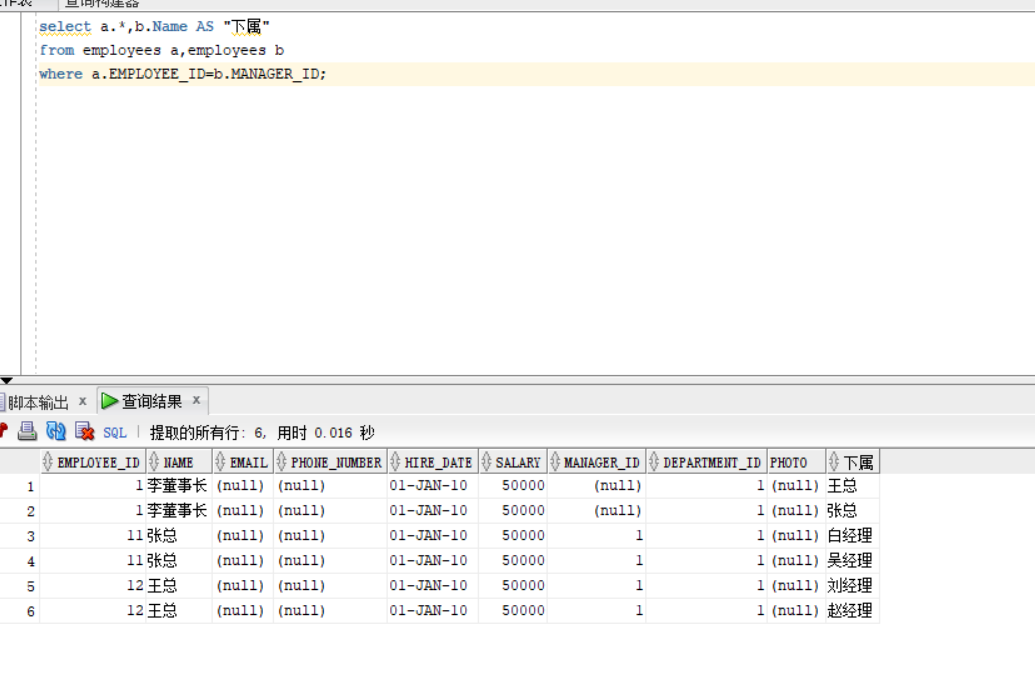 查询构建器
select a.*,b.Name AS "下属"
from employees a,employees b
where a.EMPLOYEE_ID=b.MANAGER_ID;
脚本输出 x 查询结果 x
SQL | 提取的所有行: 6, 用时 0.016 秒
EMPLOYEE_ID NAME EMAIL PHONE_NUMBER HIRE_DATE SALARY MANAGER_ID DEPARTMENT_ID PHOTO 下属
1 1 李董事长 (null) (null) 01-JAN-10 50000 (null) 1 (null) 王总
2 1 李董事长 (null) (null) 01-JAN-10 50000 (null) 1 (null) 张总
3 11 张总 (null) (null) 01-JAN-10 50000 1 1 (null) 白经理
4 11 张总 (null) (null) 01-JAN-10 50000 1 1 (null) 吴经理
5 12 王总 (null) (null) 01-JAN-10 50000 1 1 (null) 刘经理
6 12 王总 (null) (null) 01-JAN-10 50000 1 1 (null) 赵经理